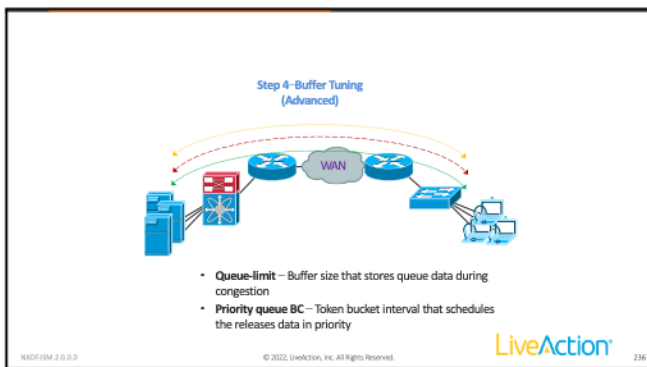 Step 4–Buffer Tuning
(Advanced)
WAN
• Queue-limit – Buffer size that stores queue data during
congestion
• Priority queue BC – Token bucket interval that schedules
the releases data in priority
NXOF.ISM.2.0.0.0
© 2022, LiveAction, Inc. All Rights Reserved.
LiveAction®
236